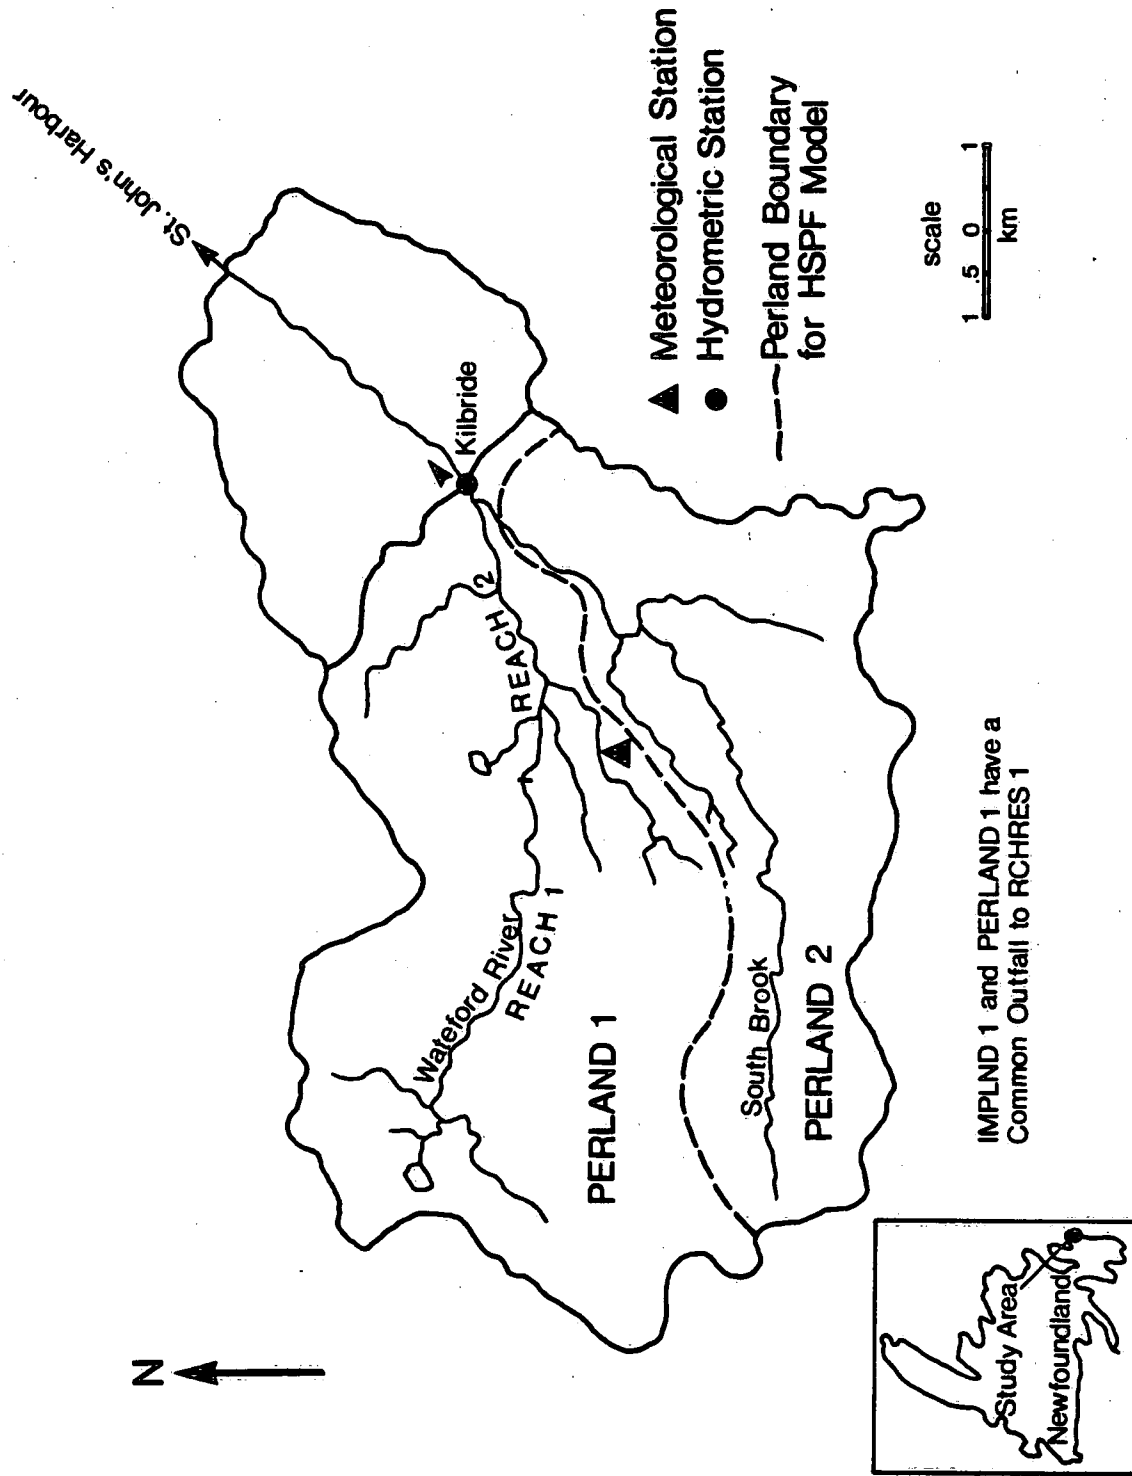 N
St. John's Harbour
Kilbride
REACH 2
1
Wateford River
REACH 1
PERLAND 1
South Brook
PERLAND 2
Meteorological Station
Hydrometric Station
Perland Boundary
for HSPF Model
scale
1 .5 0 1
km
IMPLND 1 and PERLAND 1 have a
Common Outfall to RCHRES 1
Study Area
Newfoundland